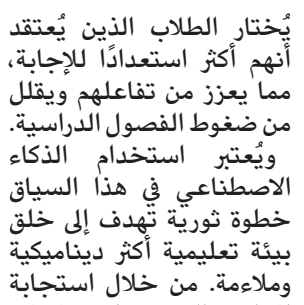 يُختار الطلاب الذين يُعتقد
أنهم أكثر استعدادًا للإجابة،
مما يعزز من تفاعلهم ويقلل
من ضغوط الفصول الدراسية.
ويُعتبر استخدام الذكاء
الاصطناعي في هذا السياق
خطوة ثورية تهدف إلى خلق
بيئة تعليمية أكثر ديناميكية
وملاءمة. من خلال استجابة